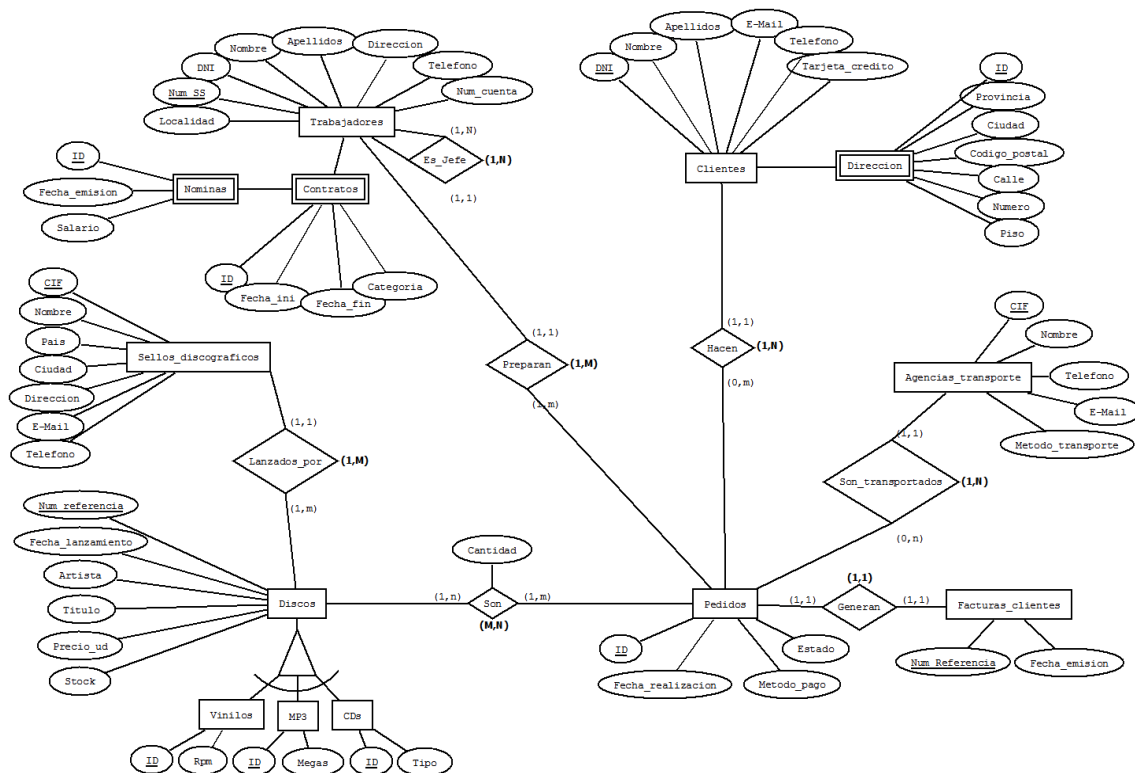 Nombre
Apellidos
Direccion
DNI
Telefono
Num_SS
Num_cuenta
Localidad
Trabajadores
(1,N)
Es_Jefe
(1,N)
(1,1)
ID
Fecha_emision
Salario
Nominas
Contratos
ID
Fecha_ini
Fecha_fin
Categoria
Apellidos
E-Mail
Nombre
Telefono
DNI
Tarjeta_credito
Clientes
Direccion
ID
Provincia
Ciudad
Codigo_postal
Calle
Numero
Piso
CIF
Nombre
Pais
Ciudad
Direccion
E-Mail
Telefono
Sellos_discograficos
(1,1)
Lanzados_por
(1,M)
(1,m)
(1,1)
Preparan
(1,M)
(1,m)
(1,1)
Hacen
(1,N)
(0,m)
CIF
Nombre
Agencias_transporte
Telefono
E-Mail
Metodo_transporte
(1,1)
Son_transportados
(1,N)
(0,n)
Num_referencia
Fecha_lanzamiento
Artista
Titulo
Precio_ud
Stock
Discos
(1,n)
Cantidad
Son
(M,N)
(1,m)
Pedidos
(1,1)
(1,1)
Generan
(1,1)
Facturas_clientes
ID
Estado
Fecha_realizacion
Metodo_pago
Num_Referencia
Fecha_emision
Vinilos
MP3
CDs
ID
Rpm
ID
Megas
ID
Tipo